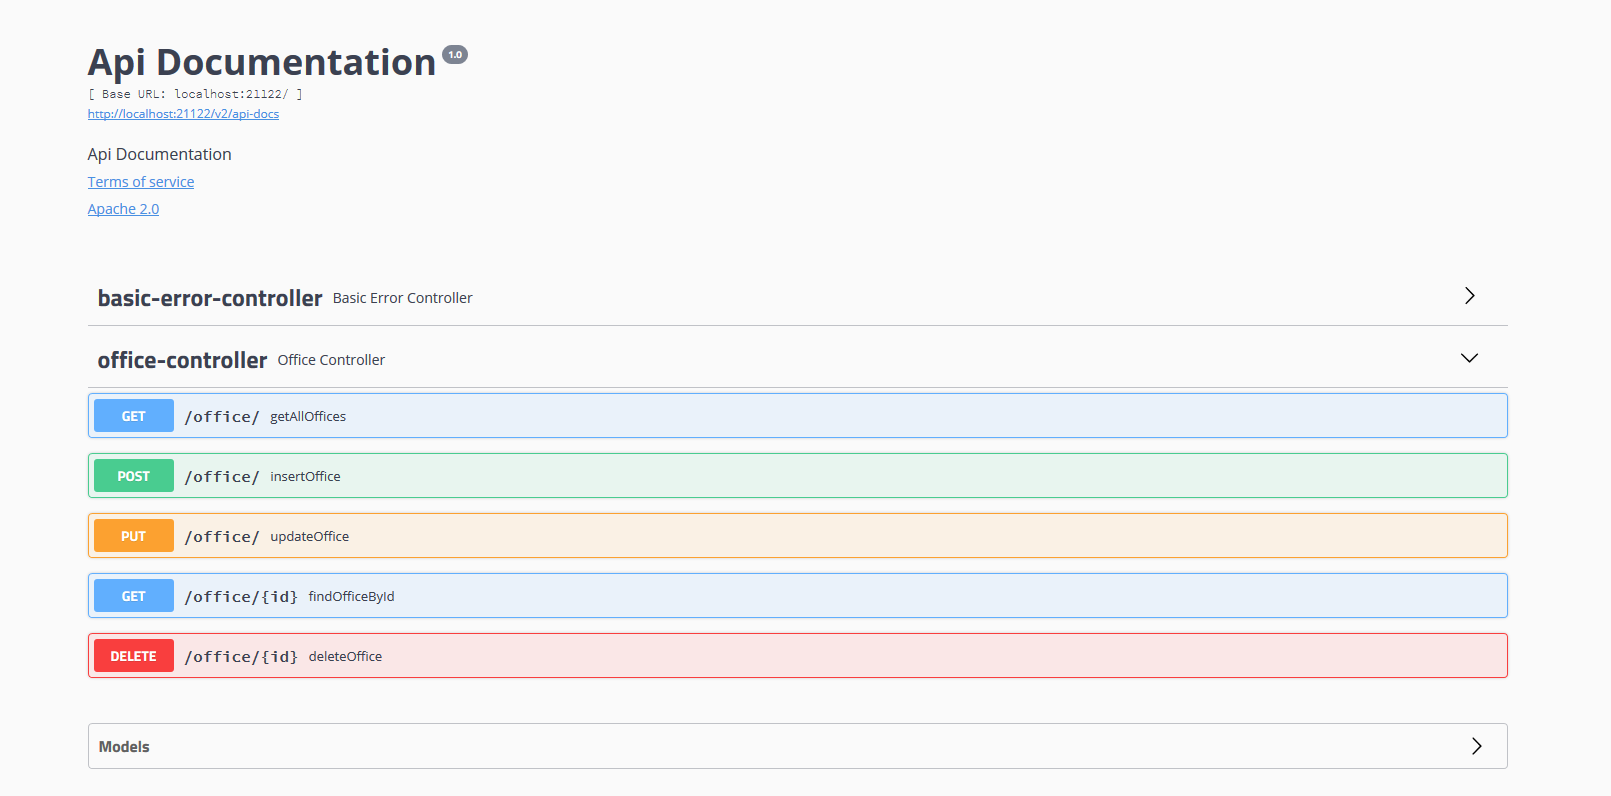 Api Documentation 1.0
[ Base URL: localhost:21122/ ]
http://localhost:21122/v2/api-docs
Api Documentation
Terms of service
Apache 2.0
basic-error-controller Basic Error Controller
office-controller Office Controller
GET /office/ getAllOffices
POST /office/ insertOffice
PUT /office/ updateOffice
GET /office/{id} findOfficeById
DELETE /office/{id} deleteOffice
Models